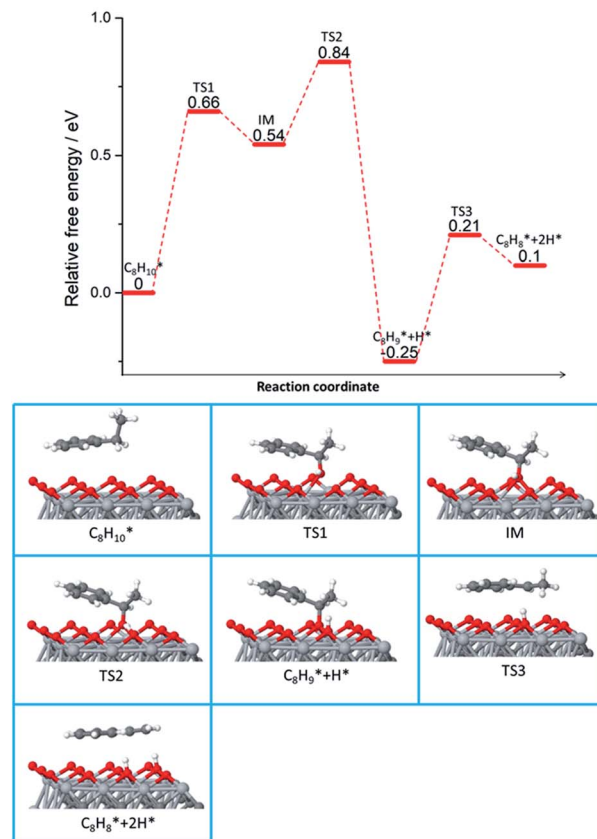 1.0
TS2
0.84
TS1
0.66
IM
0.54
0.5
Relative free energy / eV
TS3
0.21
C₈H₈*+2H*
0.1
C₈H₁₀*
0
0.0
C₈H₉*+H*
-0.25
Reaction coordinate
C₈H₁₀*
TS1
IM
TS2
C₈H₉*+H*
TS3
C₈H₈*+2H*